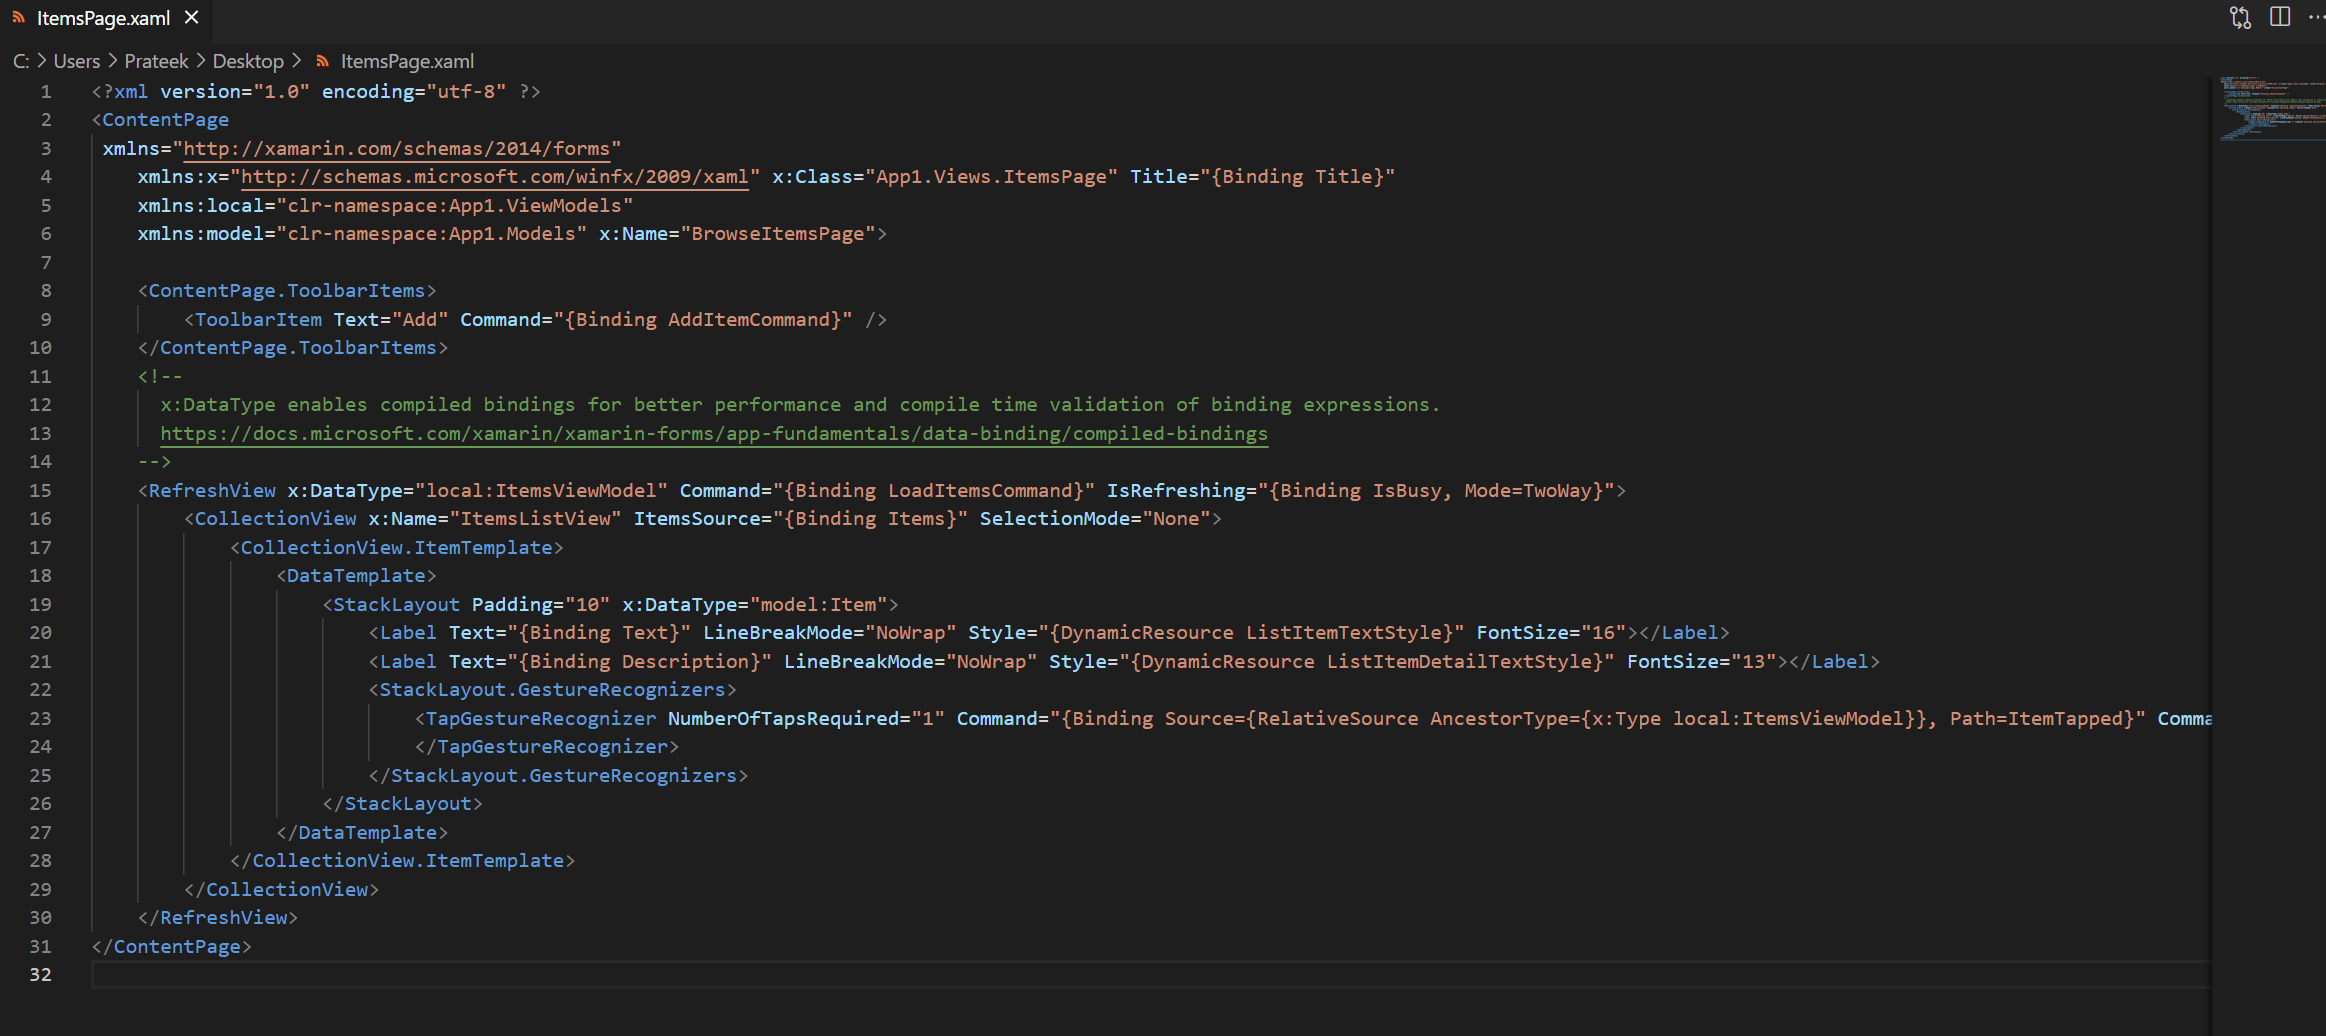 ItemsPage.xaml
C: > Users > Prateek > Desktop > ItemsPage.xaml
1 <?xml version="1.0" encoding="utf-8" ?>
2 <ContentPage
3  xmlns="http://xamarin.com/schemas/2014/forms"
4     xmlns:x="http://schemas.microsoft.com/winfx/2009/xaml" x:Class="App1.Views.ItemsPage" Title="{Binding Title}"
5     xmlns:local="clr-namespace:App1.ViewModels"
6     xmlns:model="clr-namespace:App1.Models" x:Name="BrowseItemsPage">
7
8     <ContentPage.ToolbarItems>
9         <ToolbarItem Text="Add" Command="{Binding AddItemCommand}" />
10     </ContentPage.ToolbarItems>
11     <!--
12       x:DataType enables compiled bindings for better performance and compile time validation of binding expressions.
13       https://docs.microsoft.com/xamarin/xamarin-forms/app-fundamentals/data-binding/compiled-bindings
14     -->
15     <RefreshView x:DataType="local:ItemsViewModel" Command="{Binding LoadItemsCommand}" IsRefreshing="{Binding IsBusy, Mode=TwoWay}">
16         <CollectionView x:Name="ItemsListView" ItemsSource="{Binding Items}" SelectionMode="None">
17             <CollectionView.ItemTemplate>
18                 <DataTemplate>
19                     <StackLayout Padding="10" x:DataType="model:Item">
20                         <Label Text="{Binding Text}" LineBreakMode="NoWrap" Style="{DynamicResource ListItemTextStyle}" FontSize="16"></Label>
21                         <Label Text="{Binding Description}" LineBreakMode="NoWrap" Style="{DynamicResource ListItemDetailTextStyle}" FontSize="13"></Label>
22                         <StackLayout.GestureRecognizers>
23                             <TapGestureRecognizer NumberOfTapsRequired="1" Command="{Binding Source={RelativeSource AncestorType={x:Type local:ItemsViewModel}}, Path=ItemTapped}" Comma
24                             </TapGestureRecognizer>
25                         </StackLayout.GestureRecognizers>
26                     </StackLayout>
27                 </DataTemplate>
28             </CollectionView.ItemTemplate>
29         </CollectionView>
30     </RefreshView>
31 </ContentPage>
32